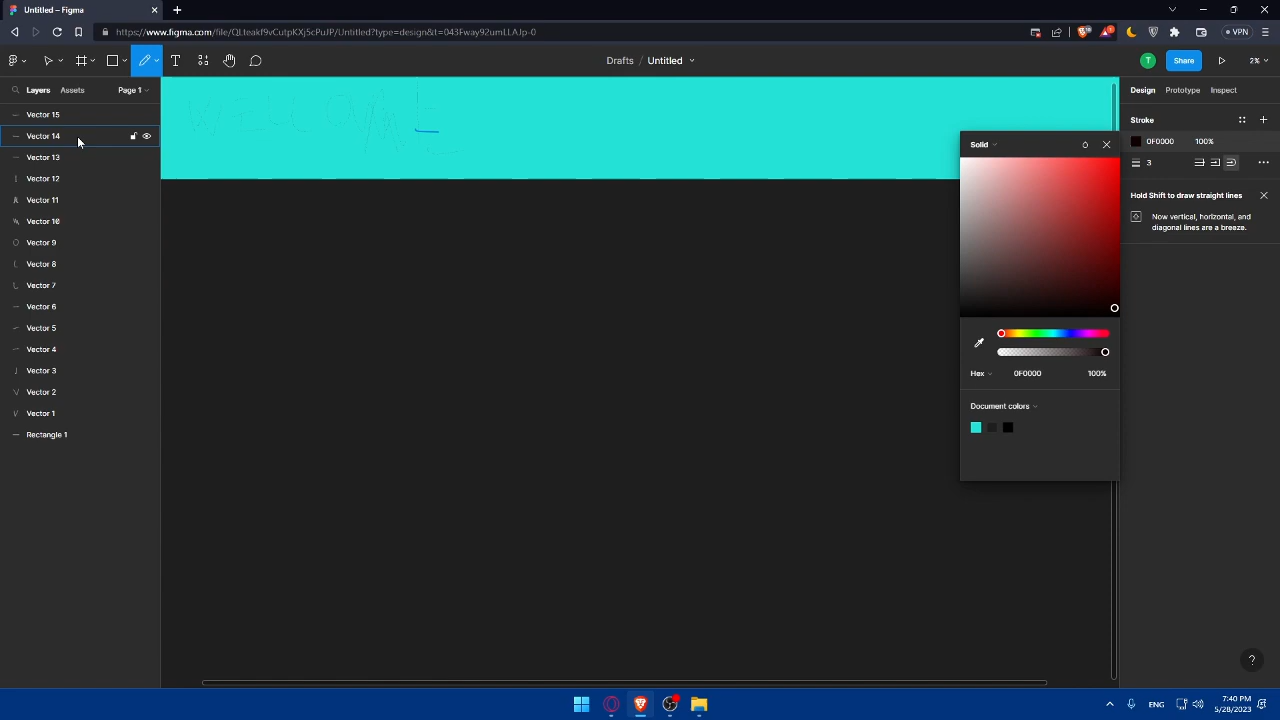 Untitled – Figma
https://www.figma.com/file/QLteakf9vCutpKXj5cPuJP/Untitled?type=design&t=043Fway92umLLAJp-0
VPN
Drafts / Untitled
T
Share
2%
Layers
Assets
Page 1
Design
Prototype
Inspect
Vector 15
Vector 14
Vector 13
Vector 12
Vector 11
Vector 10
Vector 9
Vector 8
Vector 7
Vector 6
Vector 5
Vector 4
Vector 3
Vector 2
Vector 1
Rectangle 1
WELLOME
Solid
Hex
0F0000
100%
Document colors
Stroke
0F0000
100%
3
Hold Shift to draw straight lines
Now vertical, horizontal, and
diagonal lines are a breeze.
?
ENG
7:40 PM
5/28/2023